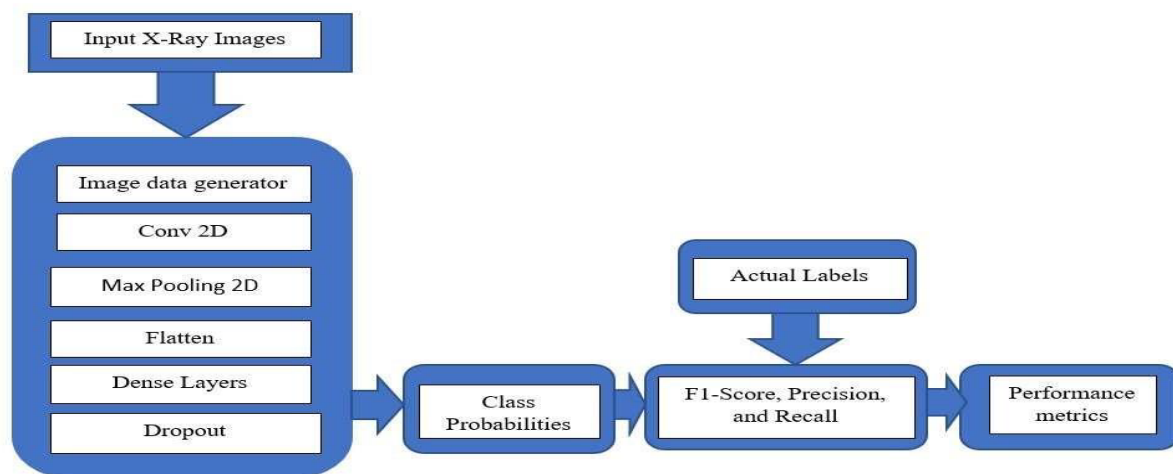 Input X-Ray Images
Image data generator
Conv 2D
Max Pooling 2D
Flatten
Dense Layers
Dropout
Class
Probabilities
Actual Labels
F1-Score, Precision,
and Recall
Performance
metrics